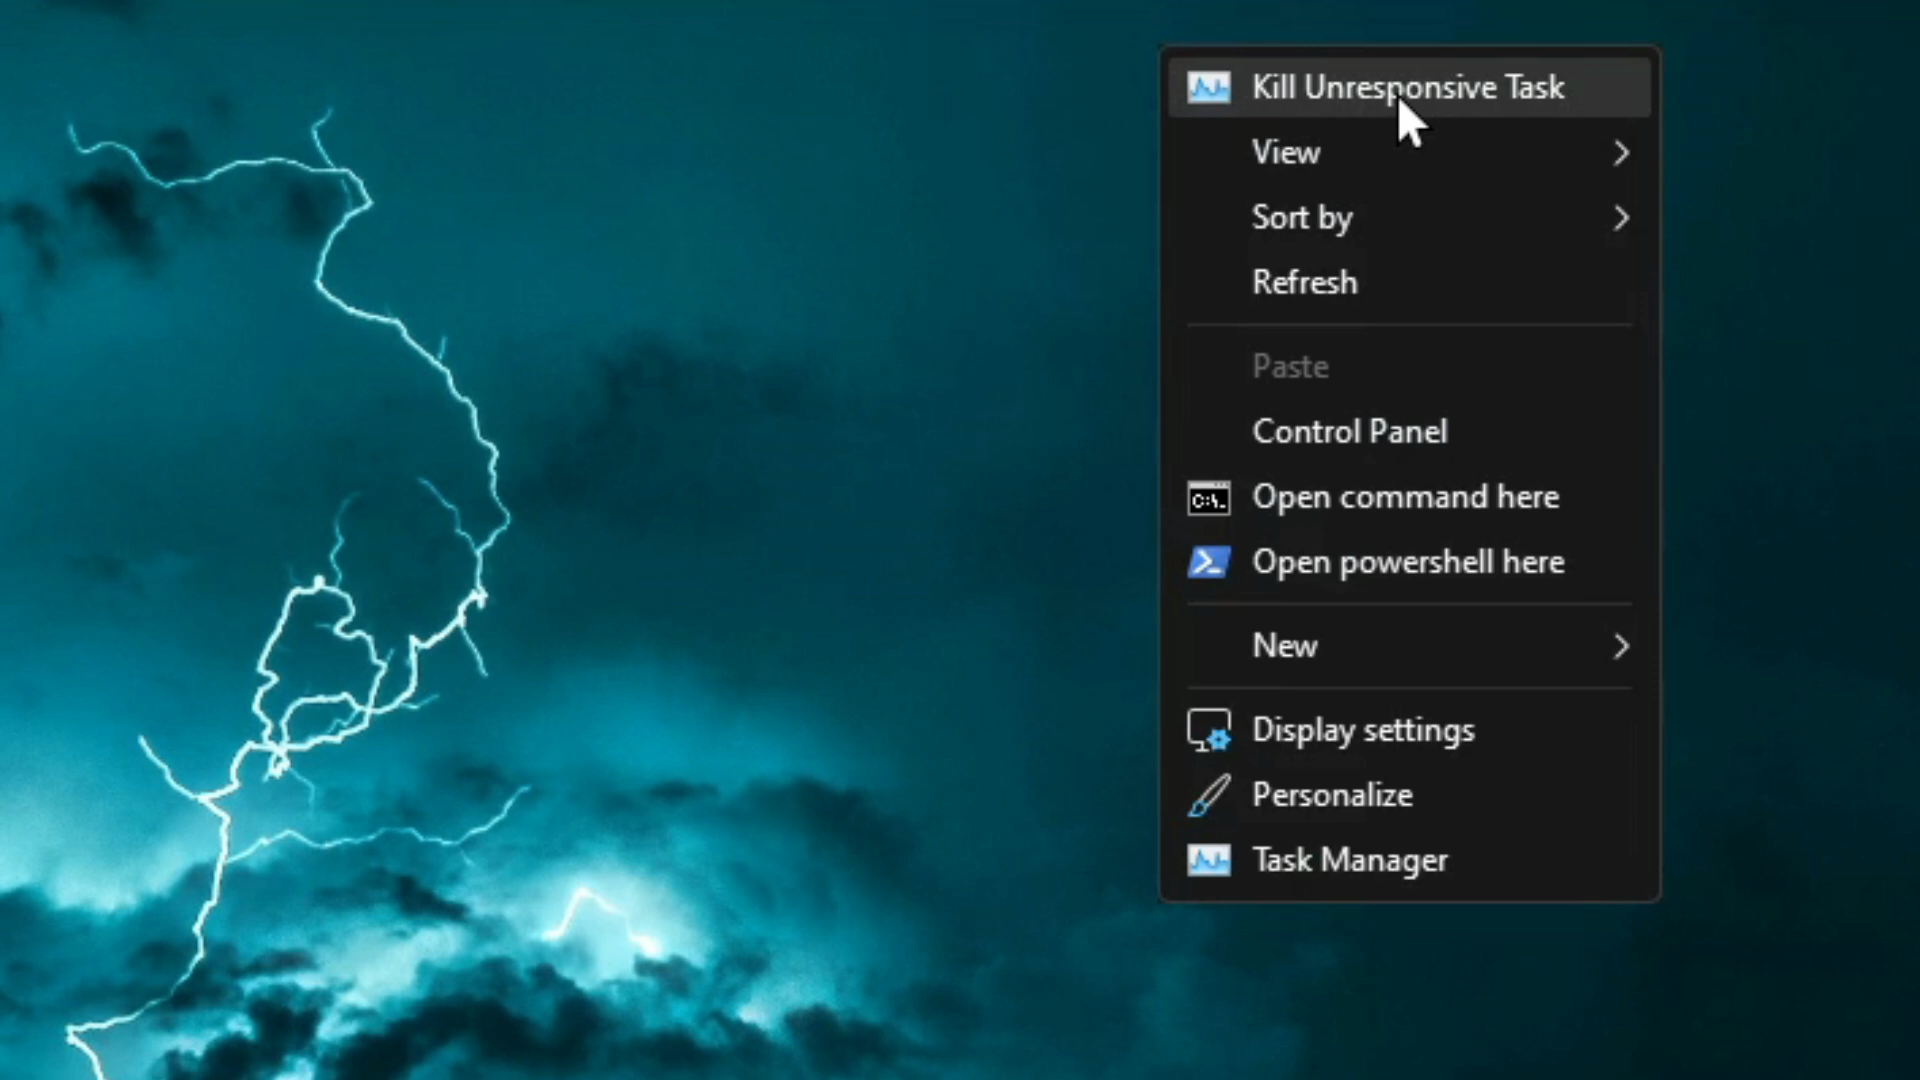 Kill Unresponsive Task
View
Sort by
Refresh
Paste
Control Panel
C:\.
Open command here
Open powershell here
New
Display settings
Personalize
Task Manager